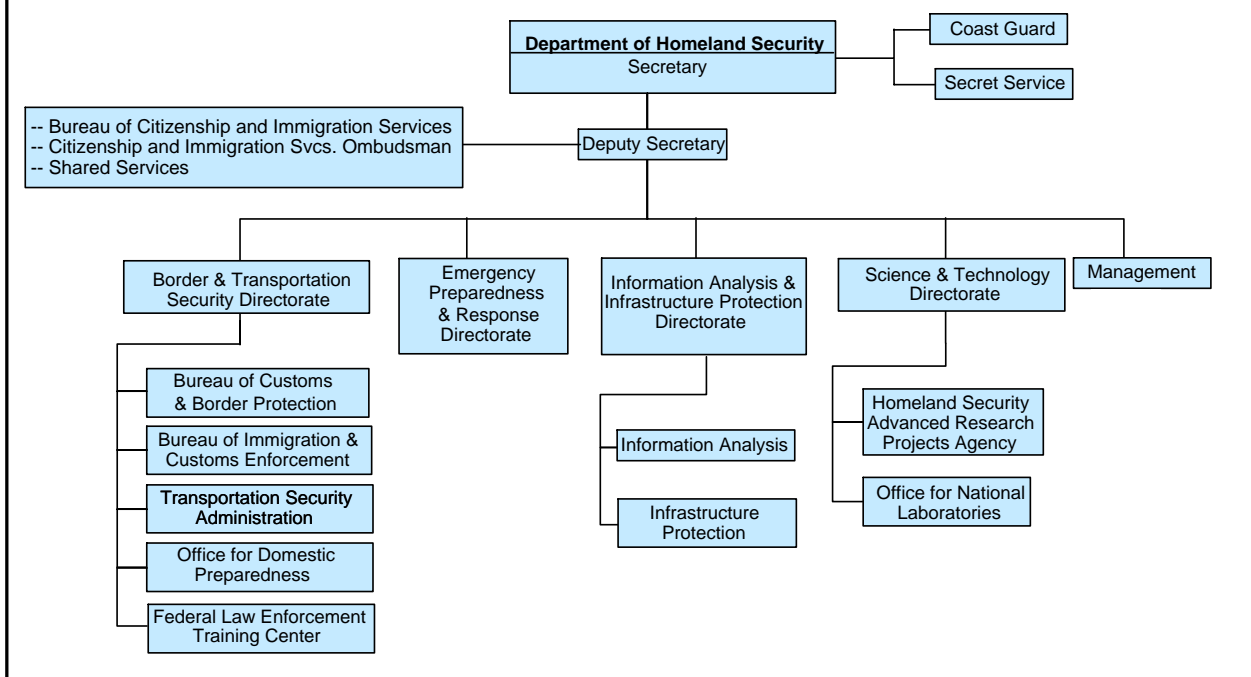 Department of Homeland Security
Secretary
Coast Guard
Secret Service
-- Bureau of Citizenship and Immigration Services
-- Citizenship and Immigration Svcs. Ombudsman
-- Shared Services
Deputy Secretary
Border & Transportation
Security Directorate
Emergency
Preparedness
& Response
Directorate
Information Analysis &
Infrastructure Protection
Directorate
Science & Technology
Directorate
Management
Bureau of Customs
& Border Protection
Bureau of Immigration &
Customs Enforcement
Transportation Security
Administration
Office for Domestic
Preparedness
Federal Law Enforcement
Training Center
Information Analysis
Infrastructure
Protection
Homeland Security
Advanced Research
Projects Agency
Office for National
Laboratories